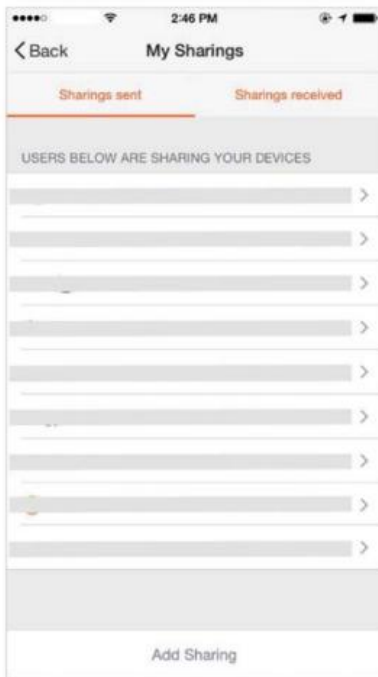 2:46 PM
Back My Sharings
Sharings sent Sharings received
USERS BELOW ARE SHARING YOUR DEVICES
Add Sharing